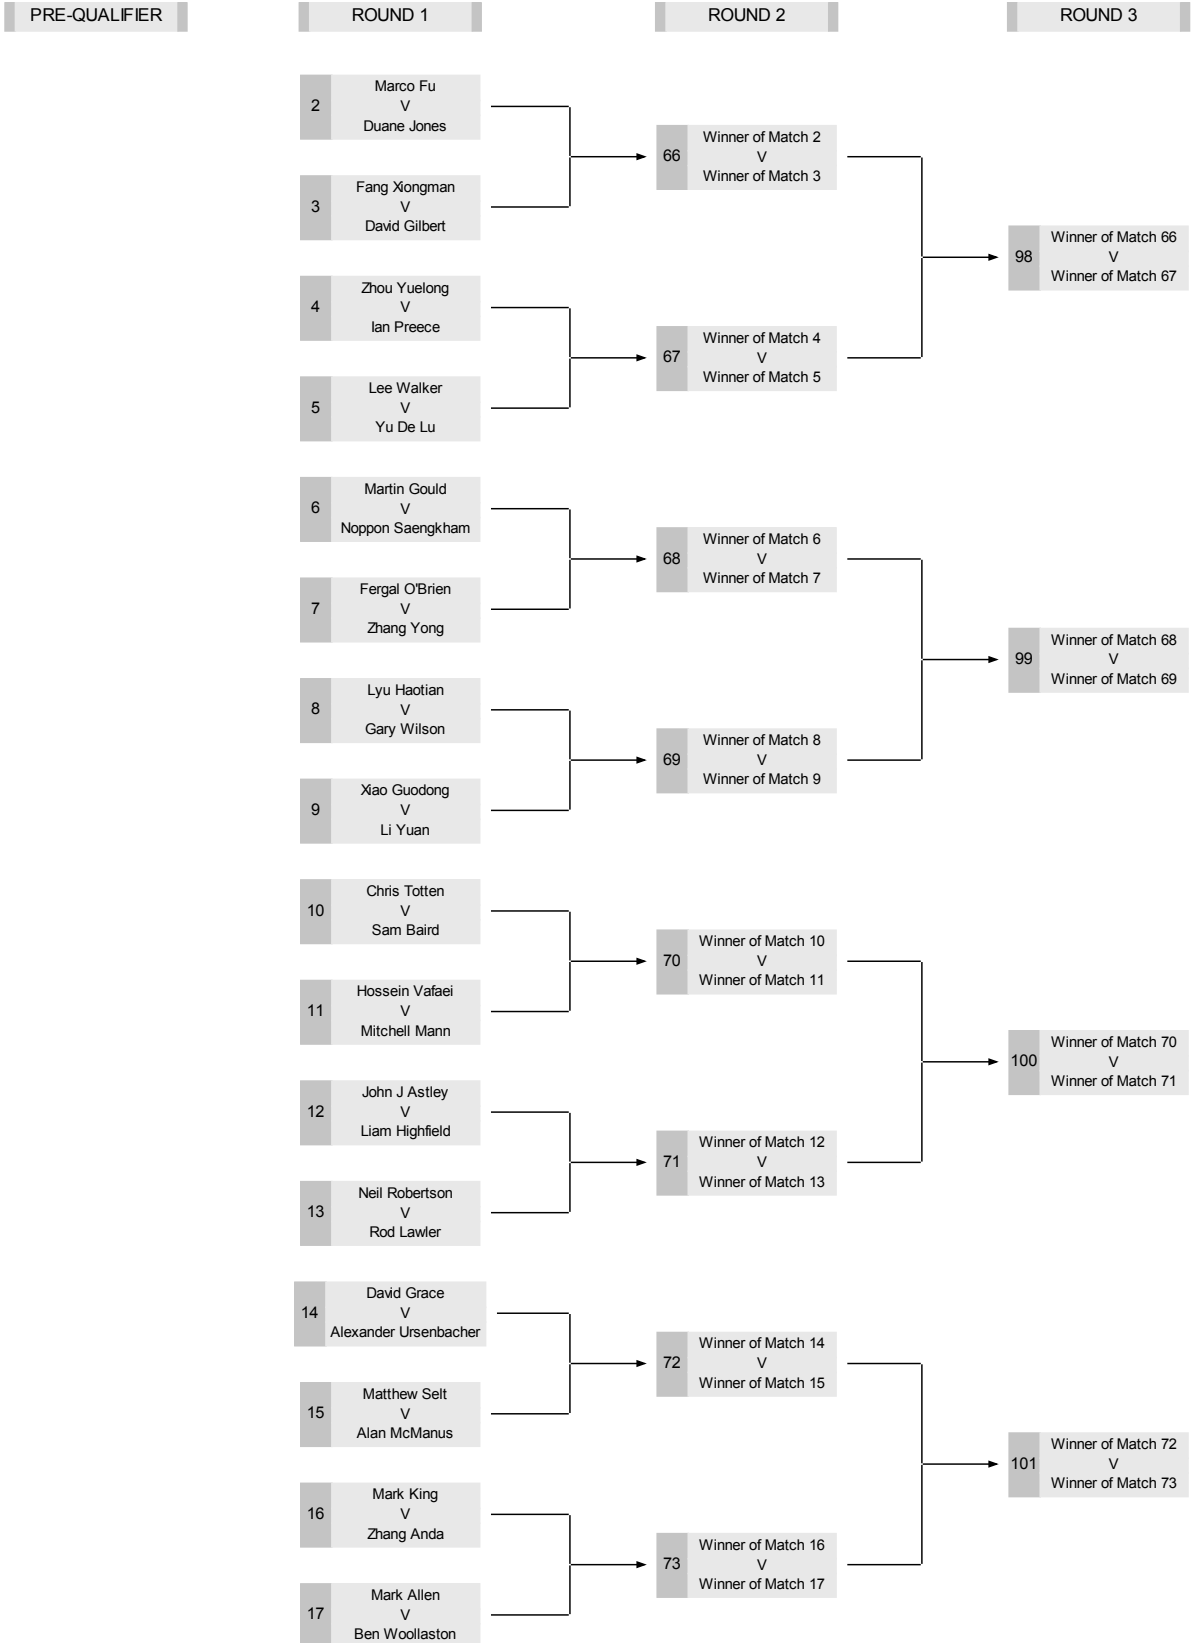 PRE-QUALIFIER
ROUND 1
ROUND 2
ROUND 3
2
Marco Fu
V
Duane Jones
3
Fang Xiongman
V
David Gilbert
4
Zhou Yuelong
V
Ian Preece
5
Lee Walker
V
Yu De Lu
6
Martin Gould
V
Noppon Saengkham
7
Fergal O'Brien
V
Zhang Yong
8
Lyu Haotian
V
Gary Wilson
9
Xiao Guodong
V
Li Yuan
10
Chris Totten
V
Sam Baird
11
Hossein Vafaei
V
Mitchell Mann
12
John J Astley
V
Liam Highfield
13
Neil Robertson
V
Rod Lawler
14
David Grace
V
Alexander Ursenbacher
15
Matthew Selt
V
Alan McManus
16
Mark King
V
Zhang Anda
17
Mark Allen
V
Ben Woollaston
66
Winner of Match 2
V
Winner of Match 3
67
Winner of Match 4
V
Winner of Match 5
68
Winner of Match 6
V
Winner of Match 7
69
Winner of Match 8
V
Winner of Match 9
70
Winner of Match 10
V
Winner of Match 11
71
Winner of Match 12
V
Winner of Match 13
72
Winner of Match 14
V
Winner of Match 15
73
Winner of Match 16
V
Winner of Match 17
98
Winner of Match 66
V
Winner of Match 67
99
Winner of Match 68
V
Winner of Match 69
100
Winner of Match 70
V
Winner of Match 71
101
Winner of Match 72
V
Winner of Match 73